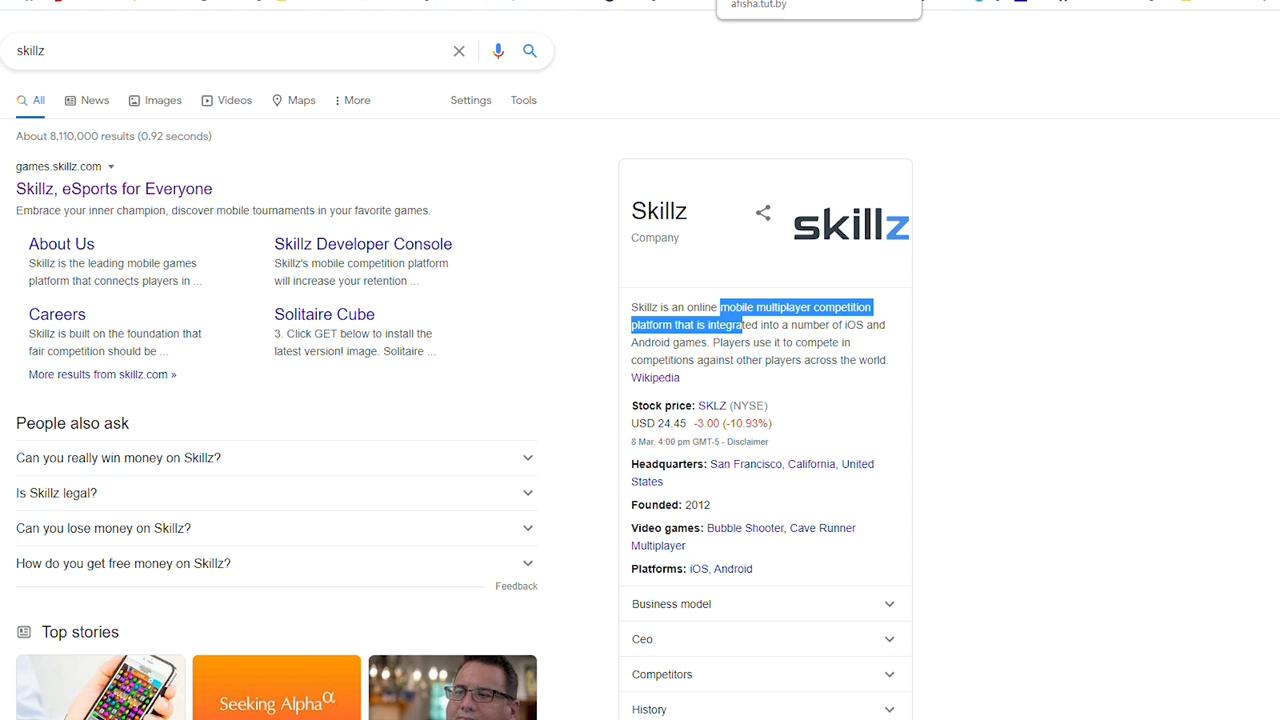 afisha.tut.by
skillz
All News Images Videos Maps More Settings Tools
About 8,110,000 results (0.92 seconds)
games.skillz.com
Skillz, eSports for Everyone
Embrace your inner champion, discover mobile tournaments in your favorite games.
About Us
Skillz is the leading mobile games
platform that connects players in ...
Skillz Developer Console
Skillz's mobile competition platform
will increase your retention ...
Careers
Skillz is built on the foundation that
fair competition should be ...
Solitaire Cube
3. Click GET below to install the
latest version! image. Solitaire ...
More results from skillz.com »
People also ask
Can you really win money on Skillz?
Is Skillz legal?
Can you lose money on Skillz?
How do you get free money on Skillz?
Feedback
Top stories
Seeking Alphaα
Skillz
Company
skillz
Skillz is an online mobile multiplayer competition
platform that is integrated into a number of iOS and
Android games. Players use it to compete in
competitions against other players across the world.
Wikipedia
Stock price: SKLZ (NYSE)
USD 24.45 -3.00 (-10.93%)
8 Mar, 4:00 pm GMT-5 - Disclaimer
Headquarters: San Francisco, California, United
States
Founded: 2012
Video games: Bubble Shooter, Cave Runner
Multiplayer
Platforms: iOS, Android
Business model
Ceo
Competitors
History